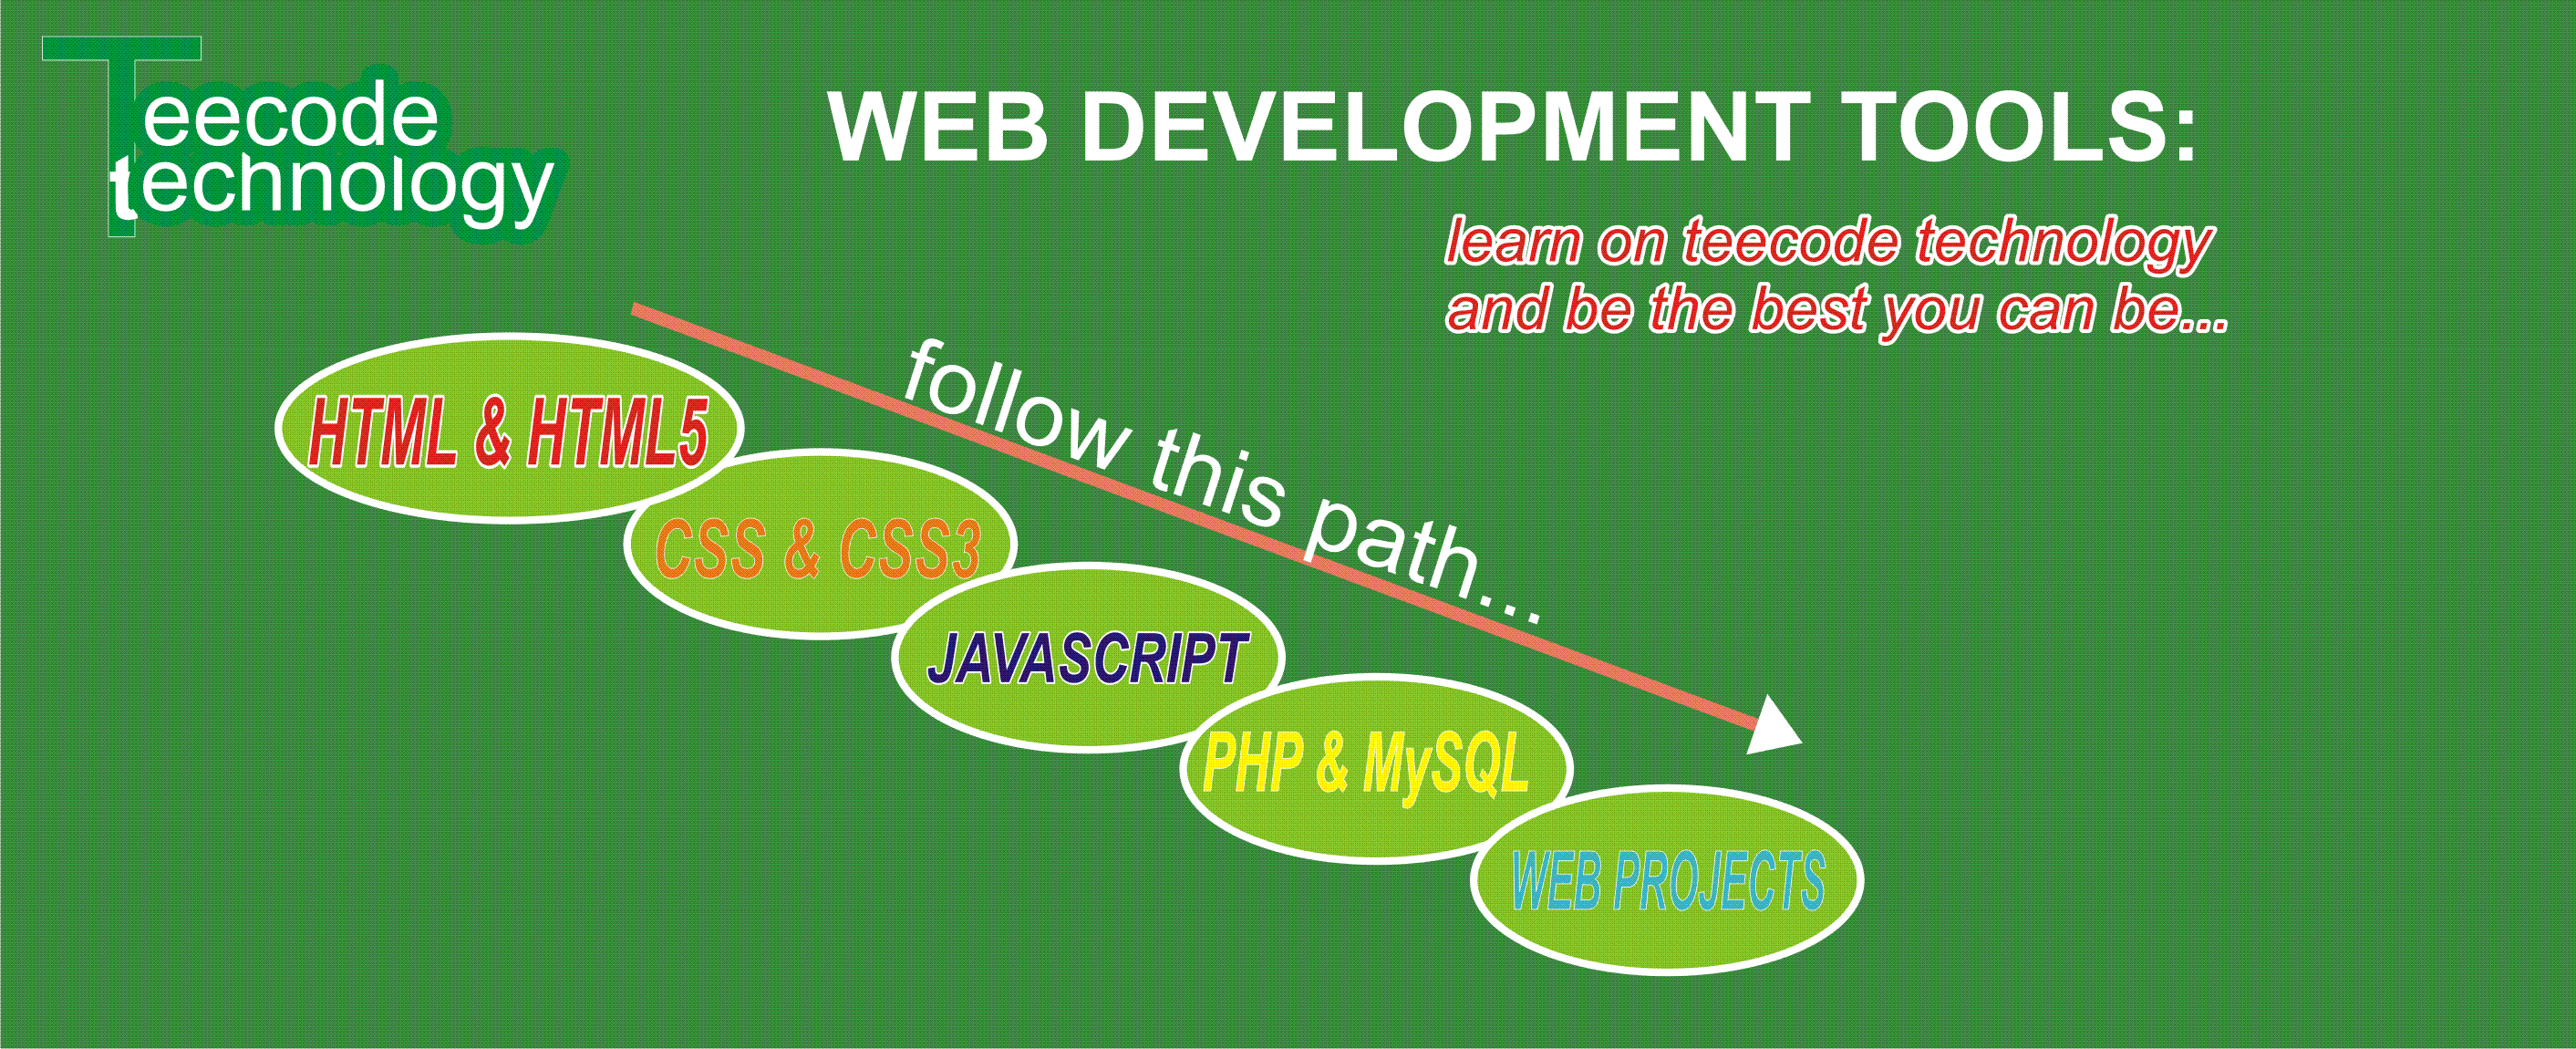 Teecode
technology
WEB DEVELOPMENT TOOLS:
learn on teecode technology
and be the best you can be...
follow this path...
HTML & HTML5
CSS & CSS3
JAVASCRIPT
PHP & MySQL
WEB PROJECTS